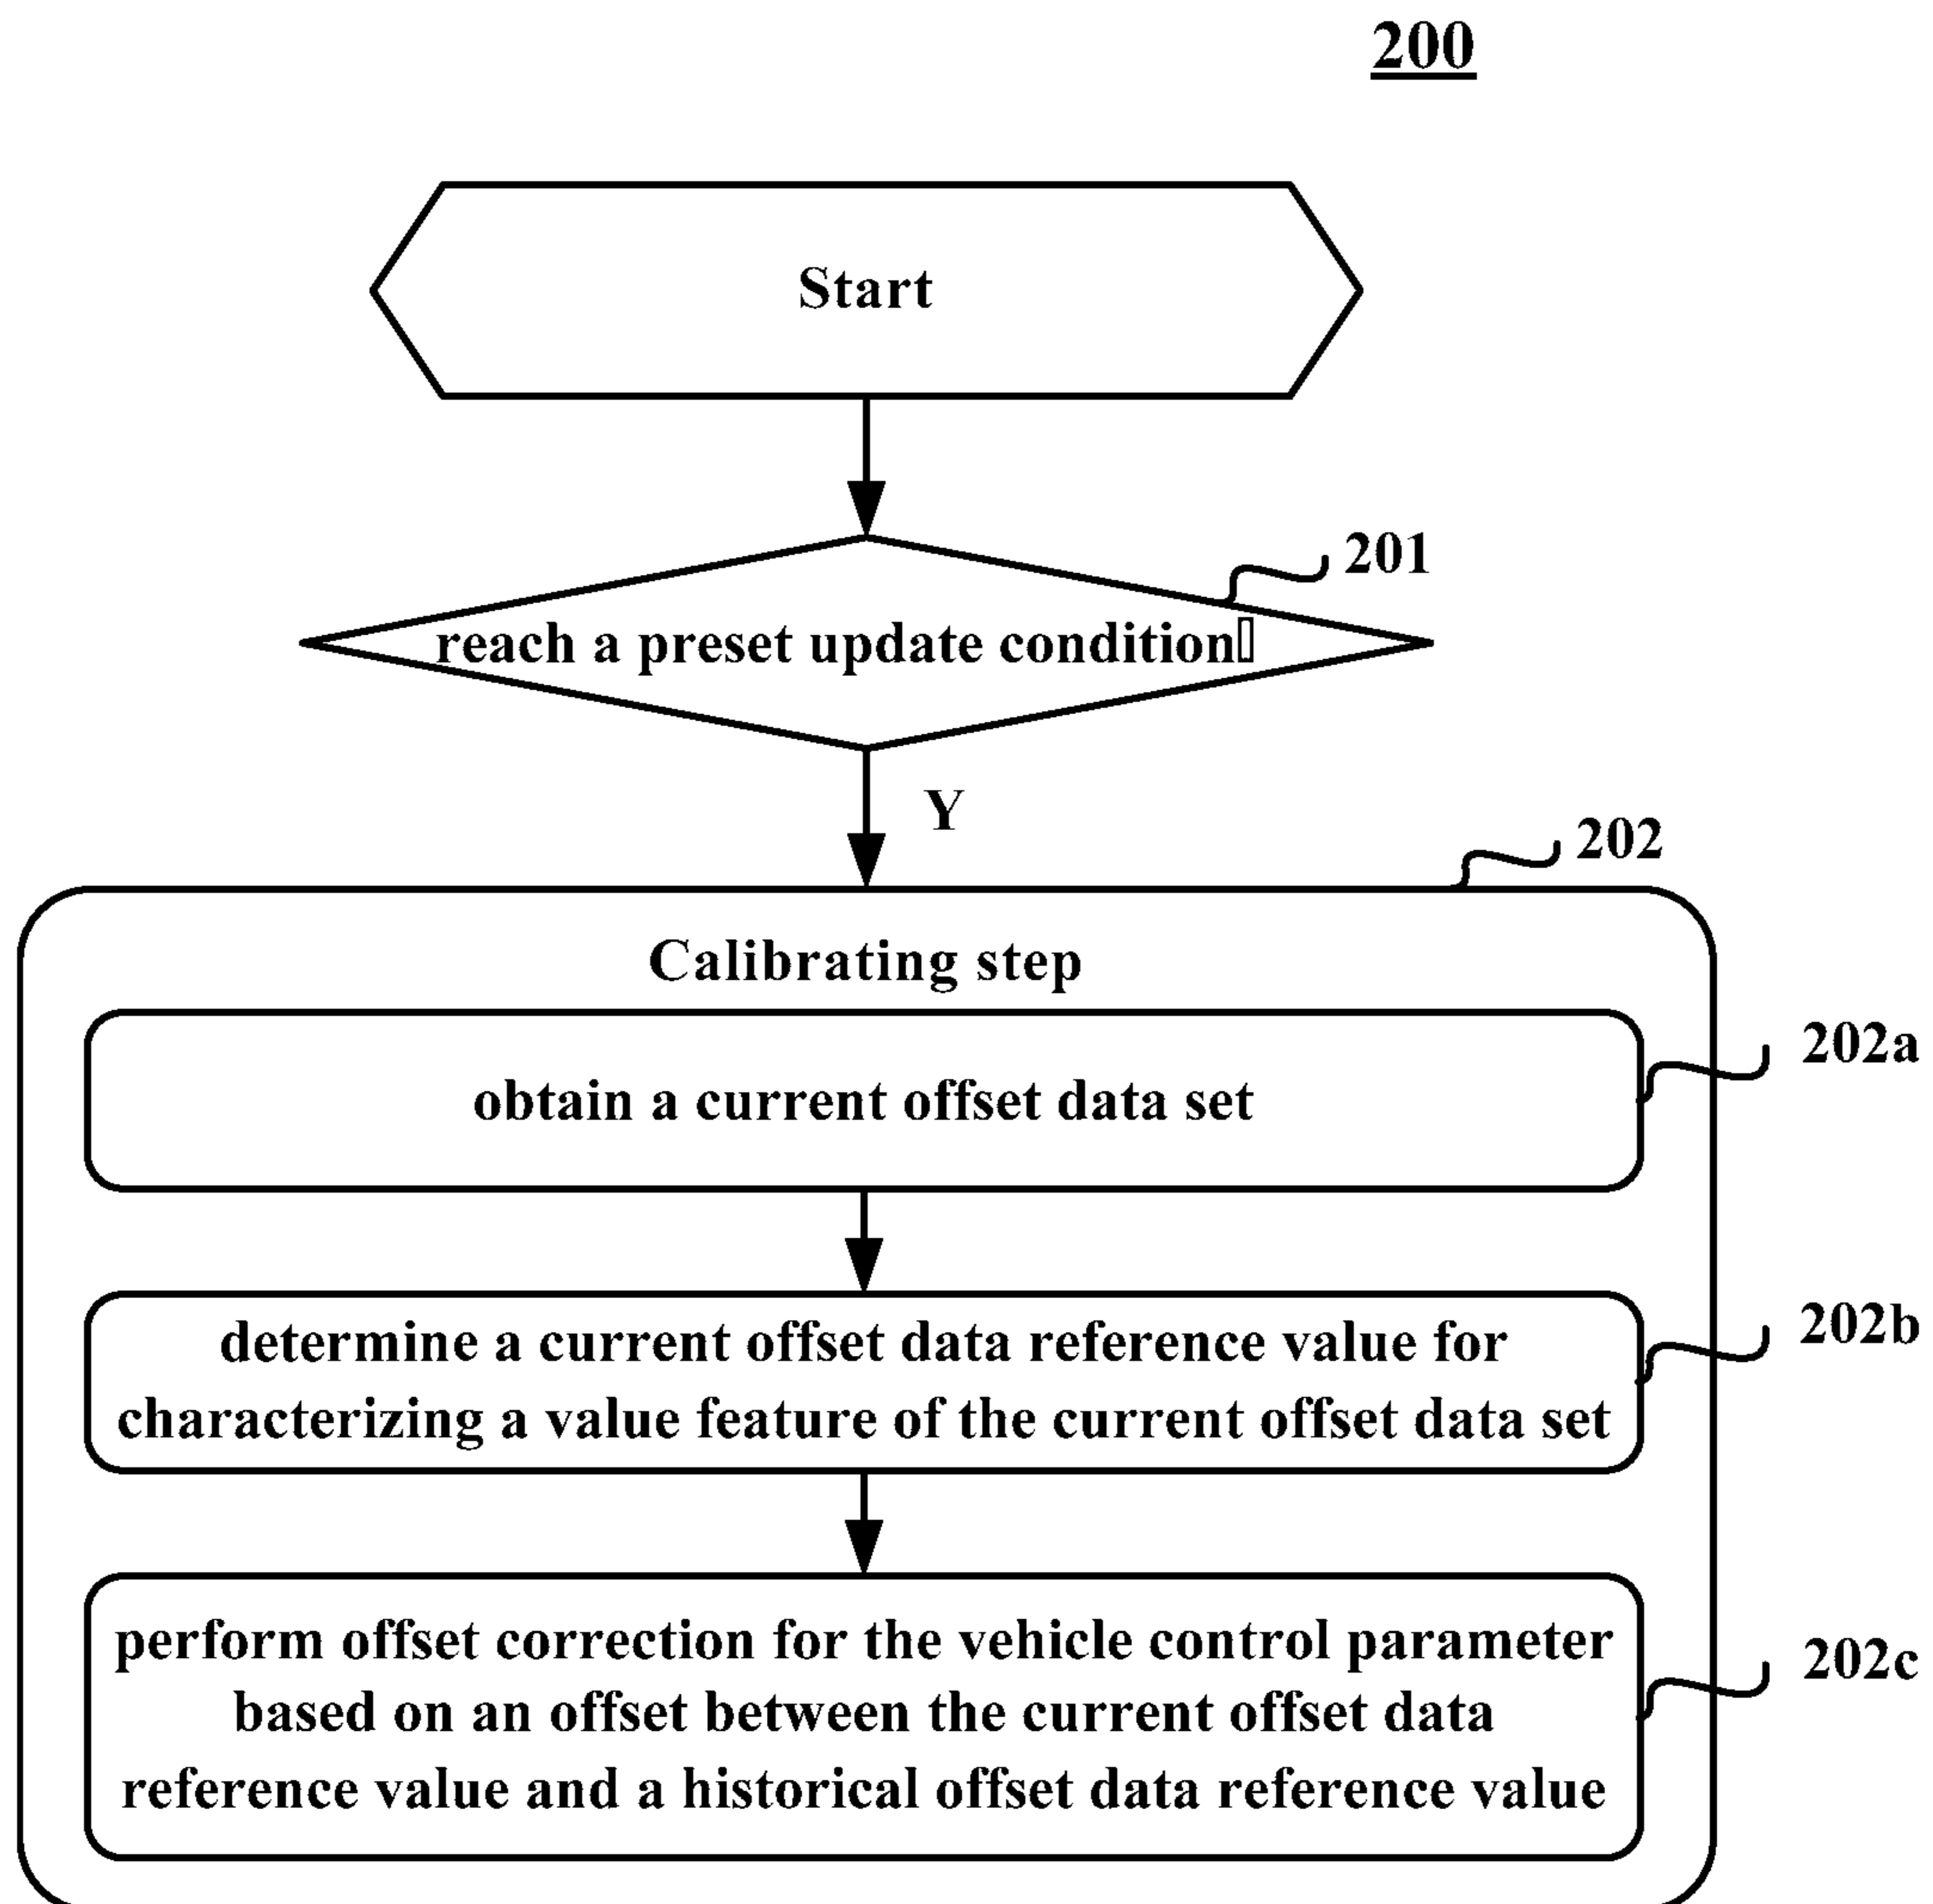 200
Start
201
reach a preset update condition
Y
202
Calibrating step
202a
obtain a current offset data set
202b
determine a current offset data reference value for
characterizing a value feature of the current offset data set
202c
perform offset correction for the vehicle control parameter
based on an offset between the current offset data
reference value and a historical offset data reference value